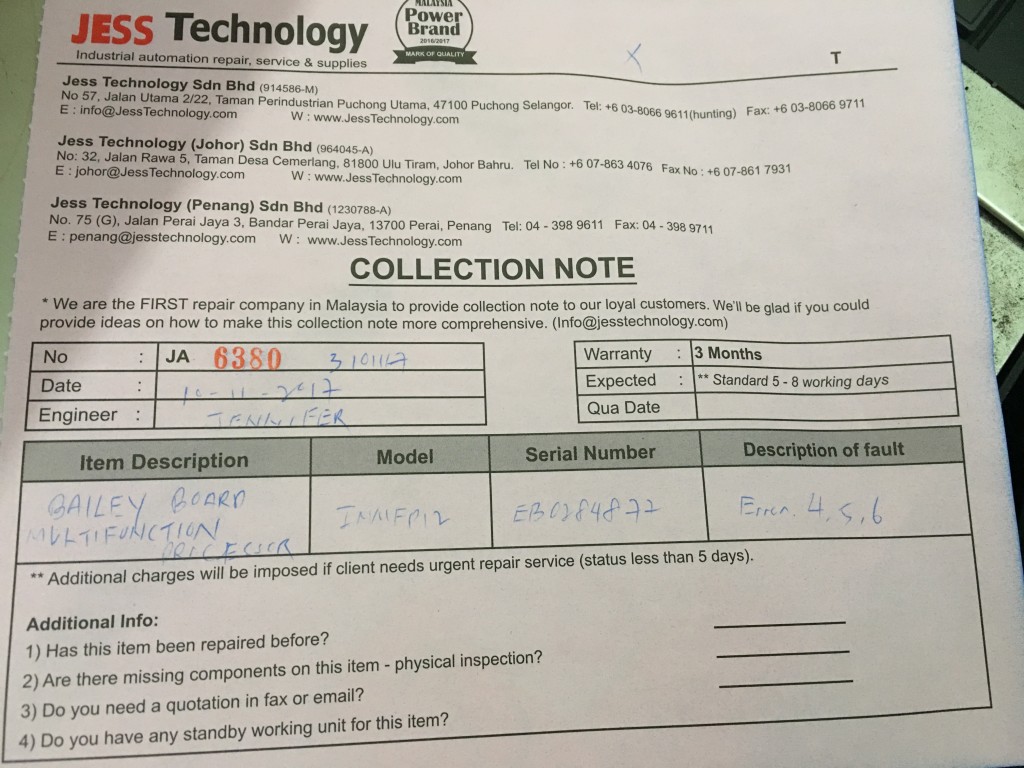 JESS Technology
Industrial automation repair, service & supplies
MALAYSIA
Power
Brand
2016/2017
MARK OF QUALITY
X
T
Jess Technology Sdn Bhd (914586-M)
No 57, Jalan Utama 2/22, Taman Perindustrian Puchong Utama, 47100 Puchong Selangor. Tel: +6 03-8066 9611(hunting) Fax: +6 03-8066 9711
E : info@JessTechnology.com W : www.JessTechnology.com
Jess Technology (Johor) Sdn Bhd (964045-A)
No: 32, Jalan Rawa 5, Taman Desa Cemerlang, 81800 Ulu Tiram, Johor Bahru. Tel No : +6 07-863 4076 Fax No : +6 07-861 7931
E : johor@JessTechnology.com W : www.JessTechnology.com
Jess Technology (Penang) Sdn Bhd (1230788-A)
No. 75 (G), Jalan Perai Jaya 3, Bandar Perai Jaya, 13700 Perai, Penang Tel: 04 - 398 9611 Fax: 04 - 398 9711
E : penang@jesstechnology.com W : www.JessTechnology.com
COLLECTION NOTE
* We are the FIRST repair company in Malaysia to provide collection note to our loyal customers. We'll be glad if you could
provide ideas on how to make this collection note more comprehensive. (Info@jesstechnology.com)
No : JA 6380
Date : 10-11-2017
Engineer : JENNIFER
Warranty : 3 Months
Expected : ** Standard 5 - 8 working days
Qua Date
Item Description Model Serial Number Description of fault
BAILEY BOARD
MULTIFUNCTION
PROCESSOR
IMMFP12
EB0284872
Error. 4, 5, 6
** Additional charges will be imposed if client needs urgent repair service (status less than 5 days).
Additional Info:
1) Has this item been repaired before?
2) Are there missing components on this item - physical inspection?
3) Do you need a quotation in fax or email?
4) Do you have any standby working unit for this item?